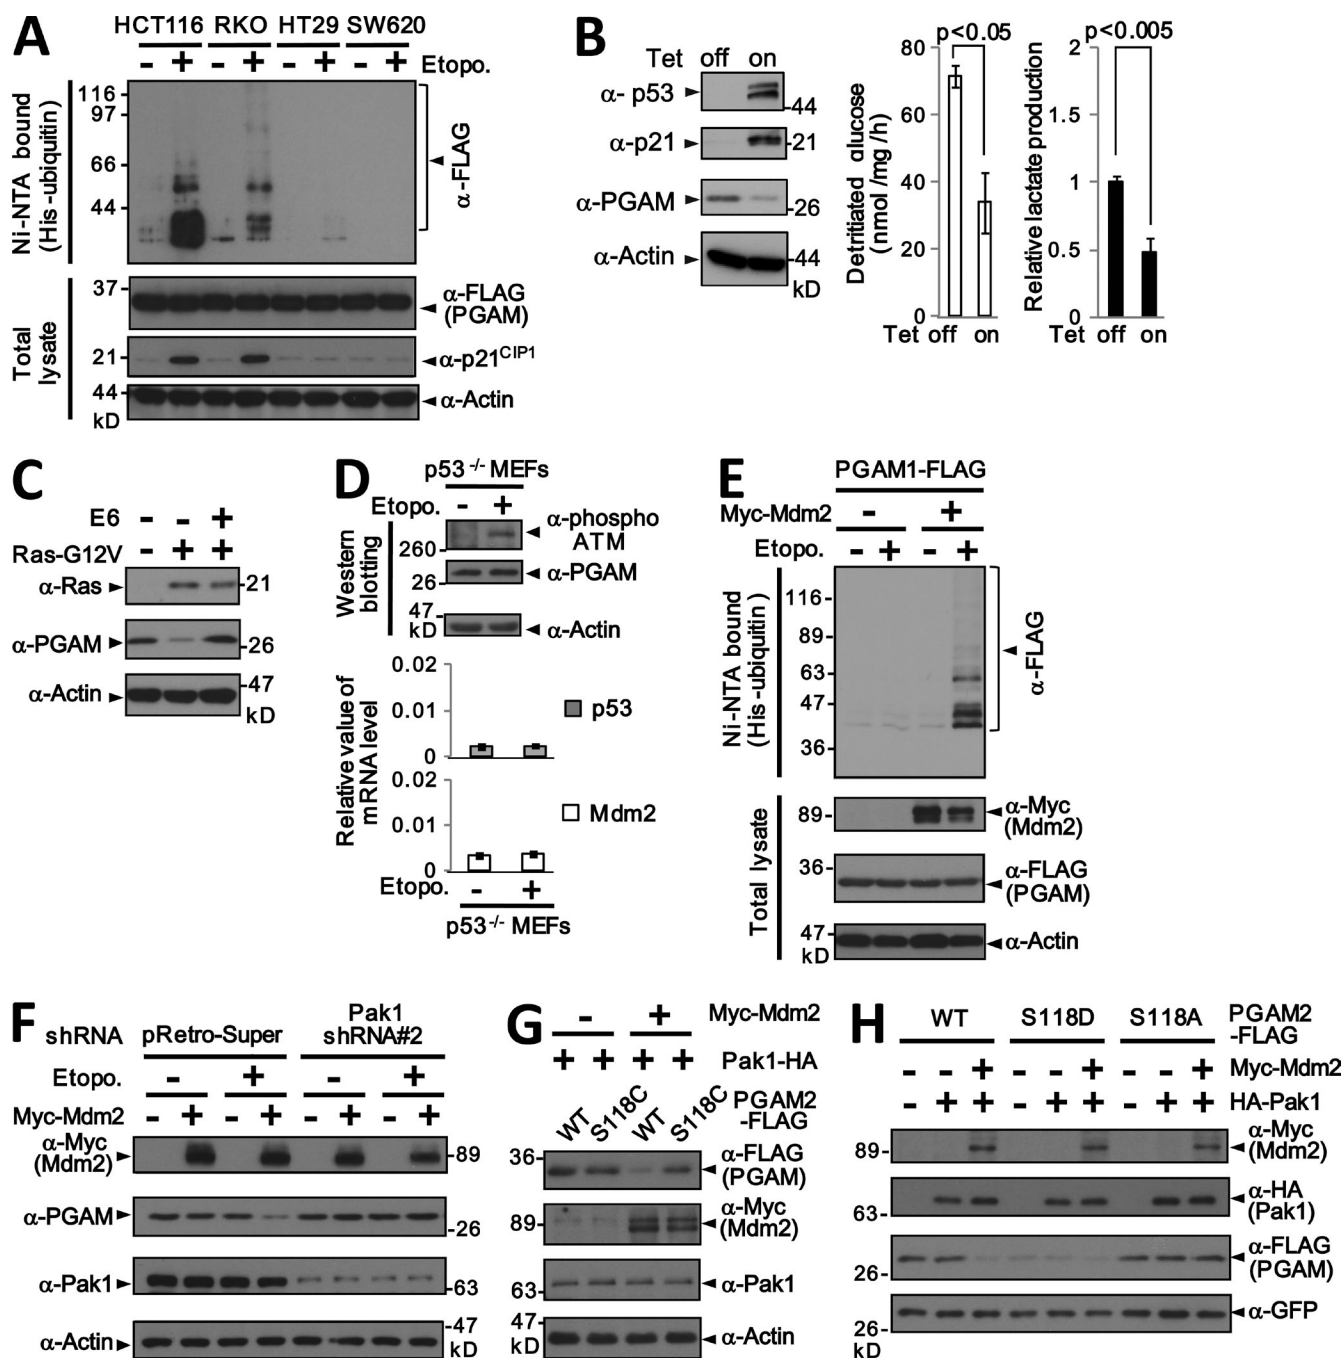 A
HCT116 RKO HT29 SW620
- + - + - + - + Etopo.
Ni-NTA bound
(His-ubiquitin)
116
97
66
44
α-FLAG
Total
lysate
37
α-FLAG
(PGAM)
21
α-p21CIP1
44
kD
α-Actin
B
Tet off on
α- p53
44
α-p21
21
α-PGAM
26
α-Actin
44
kD
p<0.05
Detritiated glucose
(nmol /mg /h)
80
60
40
20
0
Tet off on
p<0.005
Relative lactate production
2
1.5
1
0.5
0
Tet off on
C
E6 - - +
Ras-G12V - + +
α-Ras 21
α-PGAM 26
α-Actin 47
kD
D
p53 -/- MEFs
Etopo. - +
Western
blotting
260
α-phospho
ATM
26
α-PGAM
47
kD
α-Actin
Relative value of
mRNA level
0.02
0.01
0
p53
0.02
0.01
0
Mdm2
Etopo. - +
p53 -/- MEFs
E
PGAM1-FLAG
Myc-Mdm2 - +
Etopo. - + - +
Ni-NTA bound
(His-ubiquitin )
116
89
63
47
36
α-FLAG
Total lysate
89
α-Myc
(Mdm2)
36
α-FLAG
(PGAM)
47
kD
α-Actin
F
shRNA pRetro-Super
Pak1
shRNA#2
Etopo. - + - +
Myc-Mdm2 - + - + - + - +
α-Myc
(Mdm2)
89
α-PGAM
26
α-Pak1
63
α-Actin
47
kD
G
- + Myc-Mdm2
+ + + + Pak1-HA
WT S118C WT S118C
PGAM2
-FLAG
36
α-FLAG
(PGAM)
89
α-Myc
(Mdm2)
63
α-Pak1
47
kD
α-Actin
H
WT S118D S118A
PGAM2
-FLAG
- - + - - + - - + Myc-Mdm2
- + + - + + - + + HA-Pak1
89
α-Myc
(Mdm2)
63
α-HA
(Pak1)
26
α-FLAG
(PGAM)
26
kD
α-GFP